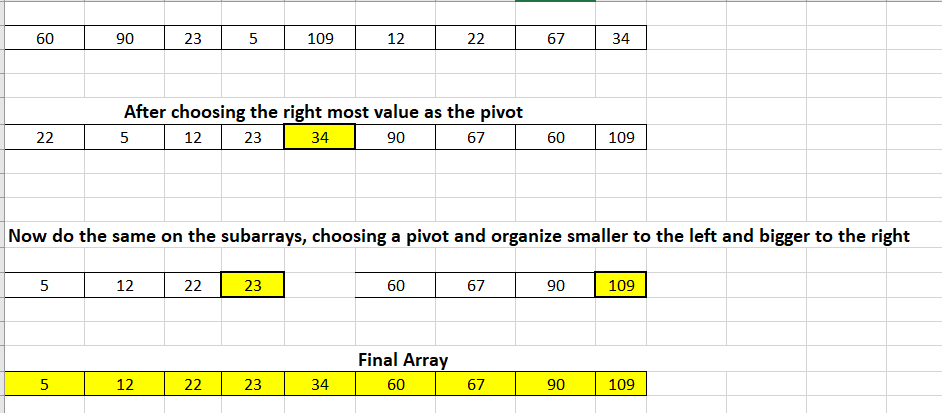 60 90 23 5 109 12 22 67 34
After choosing the right most value as the pivot
22 5 12 23 34 90 67 60 109
Now do the same on the subarrays, choosing a pivot and organize smaller to the left and bigger to the right
5 12 22 23 60 67 90 109
Final Array
5 12 22 23 34 60 67 90 109